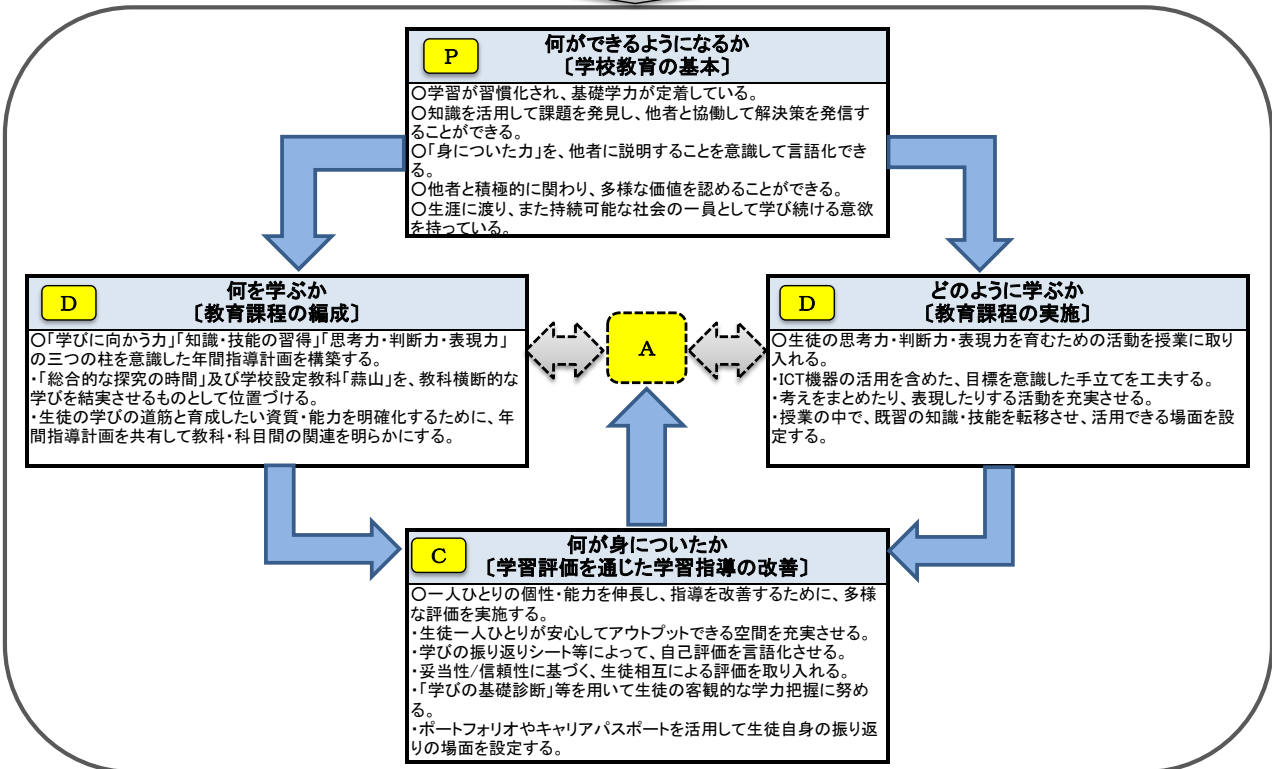 P
何ができるようになるか
〔学校教育の基本〕
〇学習が習慣化され、基礎学力が定着している。
〇知識を活用して課題を発見し、他者と協働して解決策を発信す
ることができる。
〇「身についた力」を、他者に説明することを意識して言語化でき
る。
〇他者と積極的に関わり、多様な価値を認めることができる。
〇生涯に渡り、また持続可能な社会の一員として学び続ける意欲
を持っている。
D
何を学ぶか
〔教育課程の編成〕
〇「学びに向かう力」「知識・技能の習得」「思考力・判断力・表現力」
の三つの柱を意識した年間指導計画を構築する。
・「総合的な探究の時間」及び学校設定教科「蒜山」を、教科横断的な
学びを結実させるものとして位置づける。
・生徒の学びの道筋と育成したい資質・能力を明確化するために、年
間指導計画を共有して教科・科目間の関連を明らかにする。
A
D
どのように学ぶか
〔教育課程の実施〕
〇生徒の思考力・判断力・表現力を育むための活動を授業に取り
入れる。
・ICT機器の活用を含めた、目標を意識した手立てを工夫する。
・考えをまとめたり、表現したりする活動を充実させる。
・授業の中で、既習の知識・技能を転移させ、活用できる場面を設
定する。
C
何が身についたか
〔学習評価を通じた学習指導の改善〕
〇一人ひとりの個性・能力を伸長し、指導を改善するために、多様
な評価を実施する。
・生徒一人ひとりが安心してアウトプットできる空間を充実させる。
・学びの振り返りシート等によって、自己評価を言語化させる。
・妥当性/信頼性に基づく、生徒相互による評価を取り入れる。
・「学びの基礎診断」等を用いて生徒の客観的な学力把握に努め
る。
・ポートフォリオやキャリアパスポートを活用して生徒自身の振り返
りの場面を設定する。